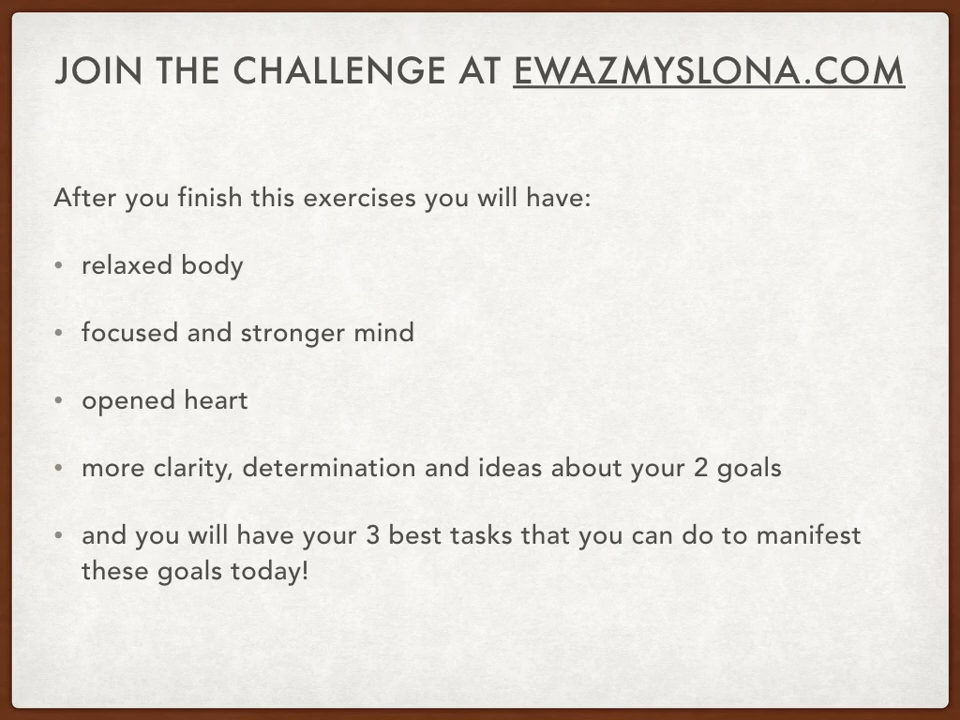 JOIN THE CHALLENGE AT EWAZMYSLONA.COM
After you finish this exercises you will have:
• relaxed body
• focused and stronger mind
• opened heart
• more clarity, determination and ideas about your 2 goals
• and you will have your 3 best tasks that you can do to manifest
these goals today!